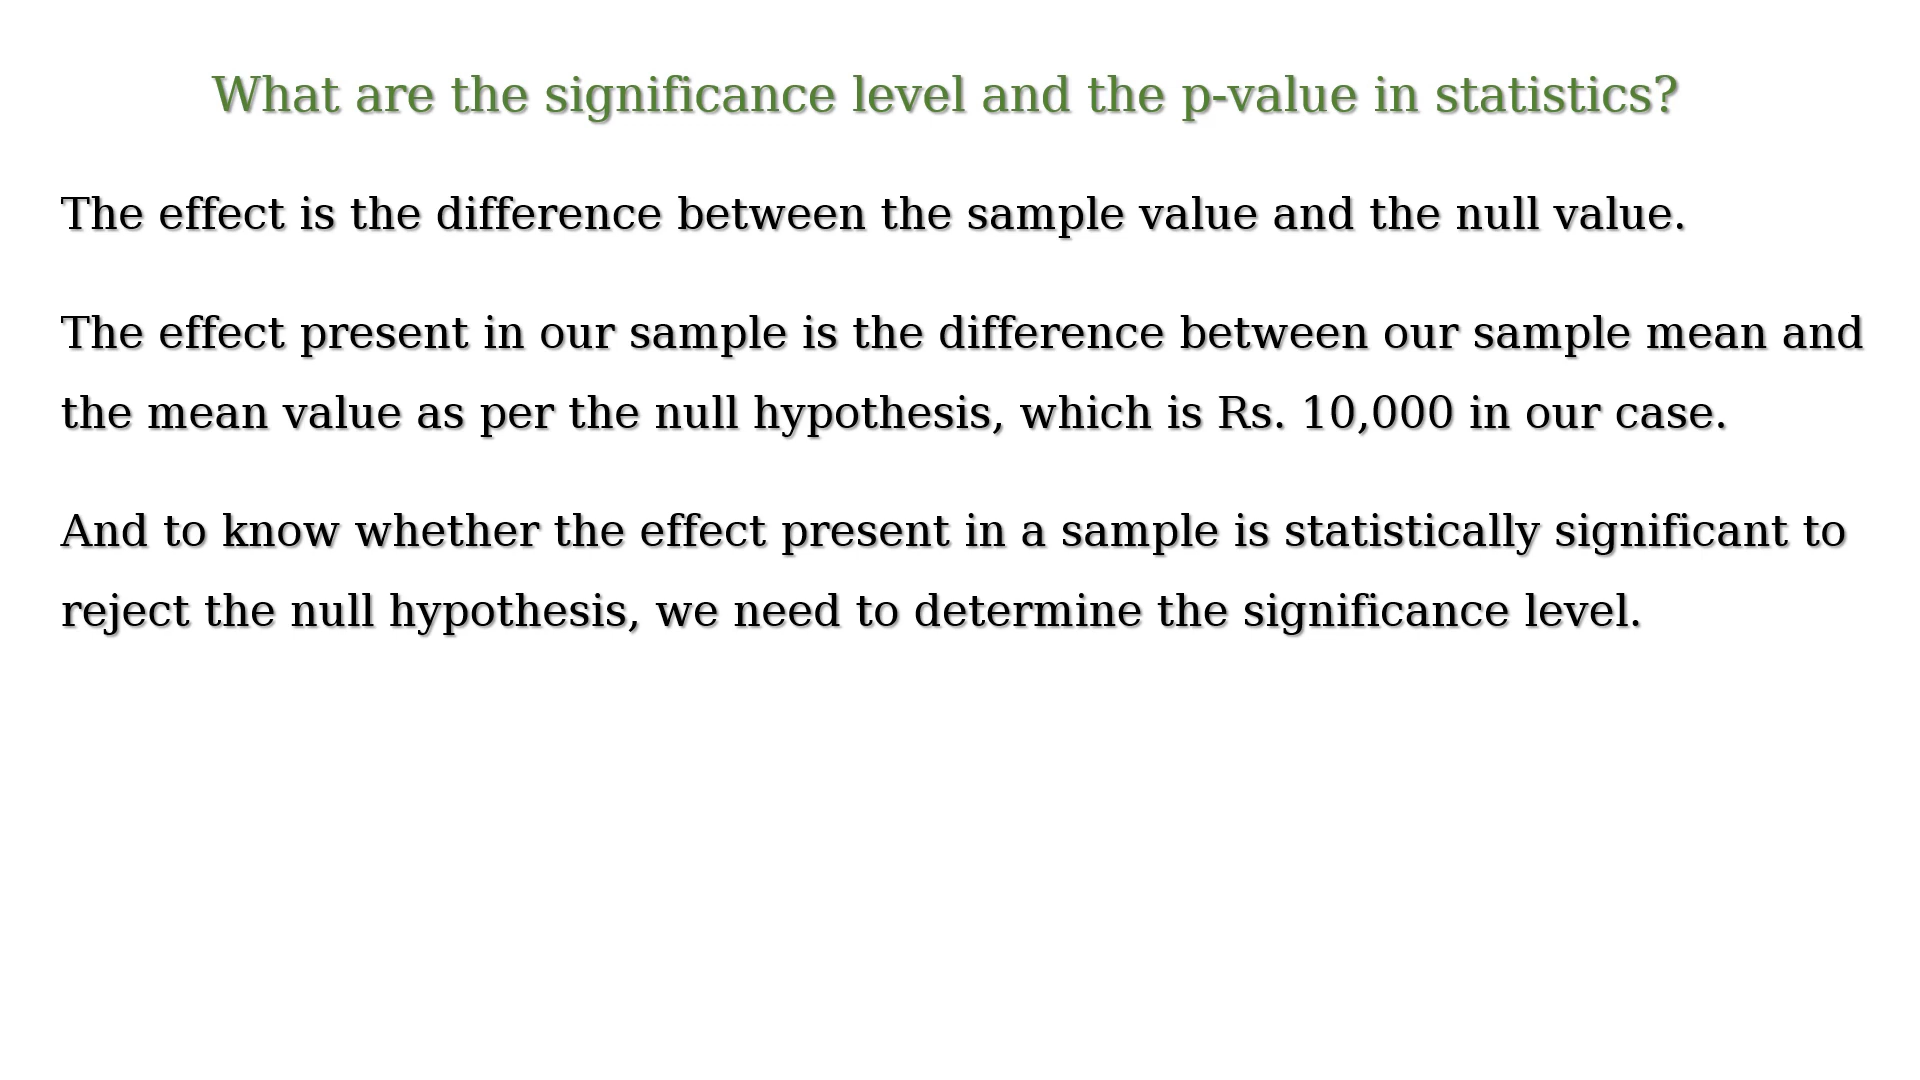 What are the significance level and the p-value in statistics?
The effect is the difference between the sample value and the null value.
The effect present in our sample is the difference between our sample mean and
the mean value as per the null hypothesis, which is Rs. 10,000 in our case.
And to know whether the effect present in a sample is statistically significant to
reject the null hypothesis, we need to determine the significance level.